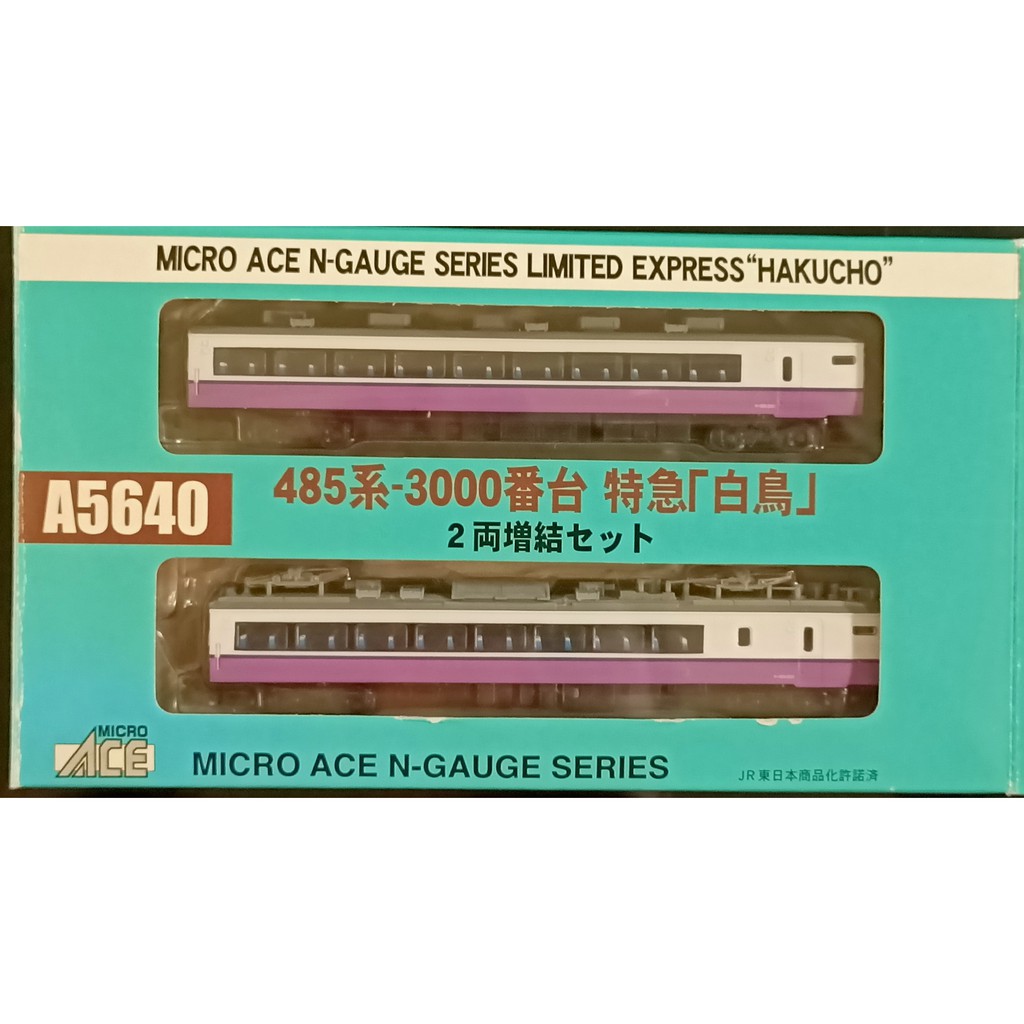 MICRO ACE N-GAUGE SERIES LIMITED EXPRESS“HAKUCHO”
A5640
485系-3000番台 特急「白鳥」
2両増結セット
MICRO
ACE
MICRO ACE N-GAUGE SERIES
JR東日本商品化許諾済